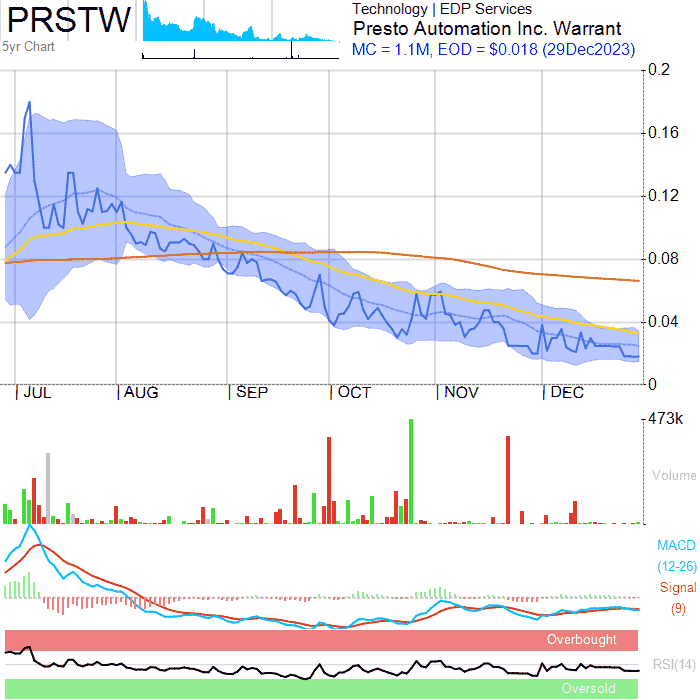 PRSTW
5yr Chart
Technology | EDP Services
Presto Automation Inc. Warrant
MC = 1.1M, EOD = $0.018 (29Dec2023)
0.2
0.16
0.12
0.08
0.04
0
JUL AUG SEP OCT NOV DEC
473k
Volume
MACD
(12-26)
Signal
(9)
Overbought
RSI(14)
Oversold